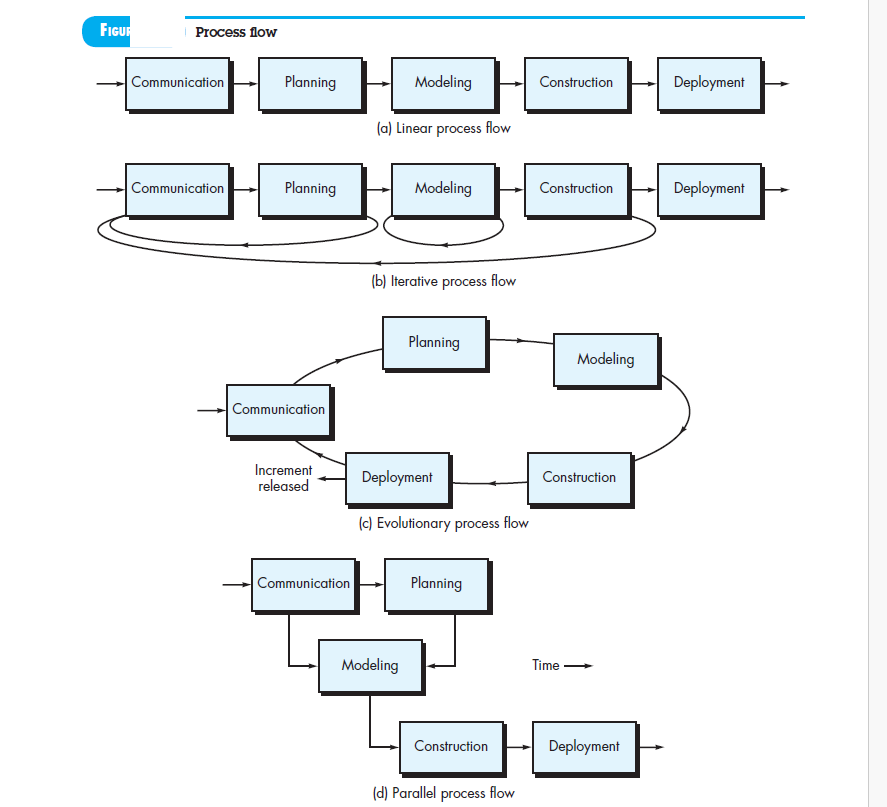 Process flow
Communication Planning Modeling Construction Deployment
(a) Linear process flow
Communication Planning Modeling Construction Deployment
(b) Iterative process flow
Planning
Modeling
Communication
Increment
released
Deployment
Construction
(c) Evolutionary process flow
Communication Planning
Modeling
Time
Construction Deployment
(d) Parallel process flow